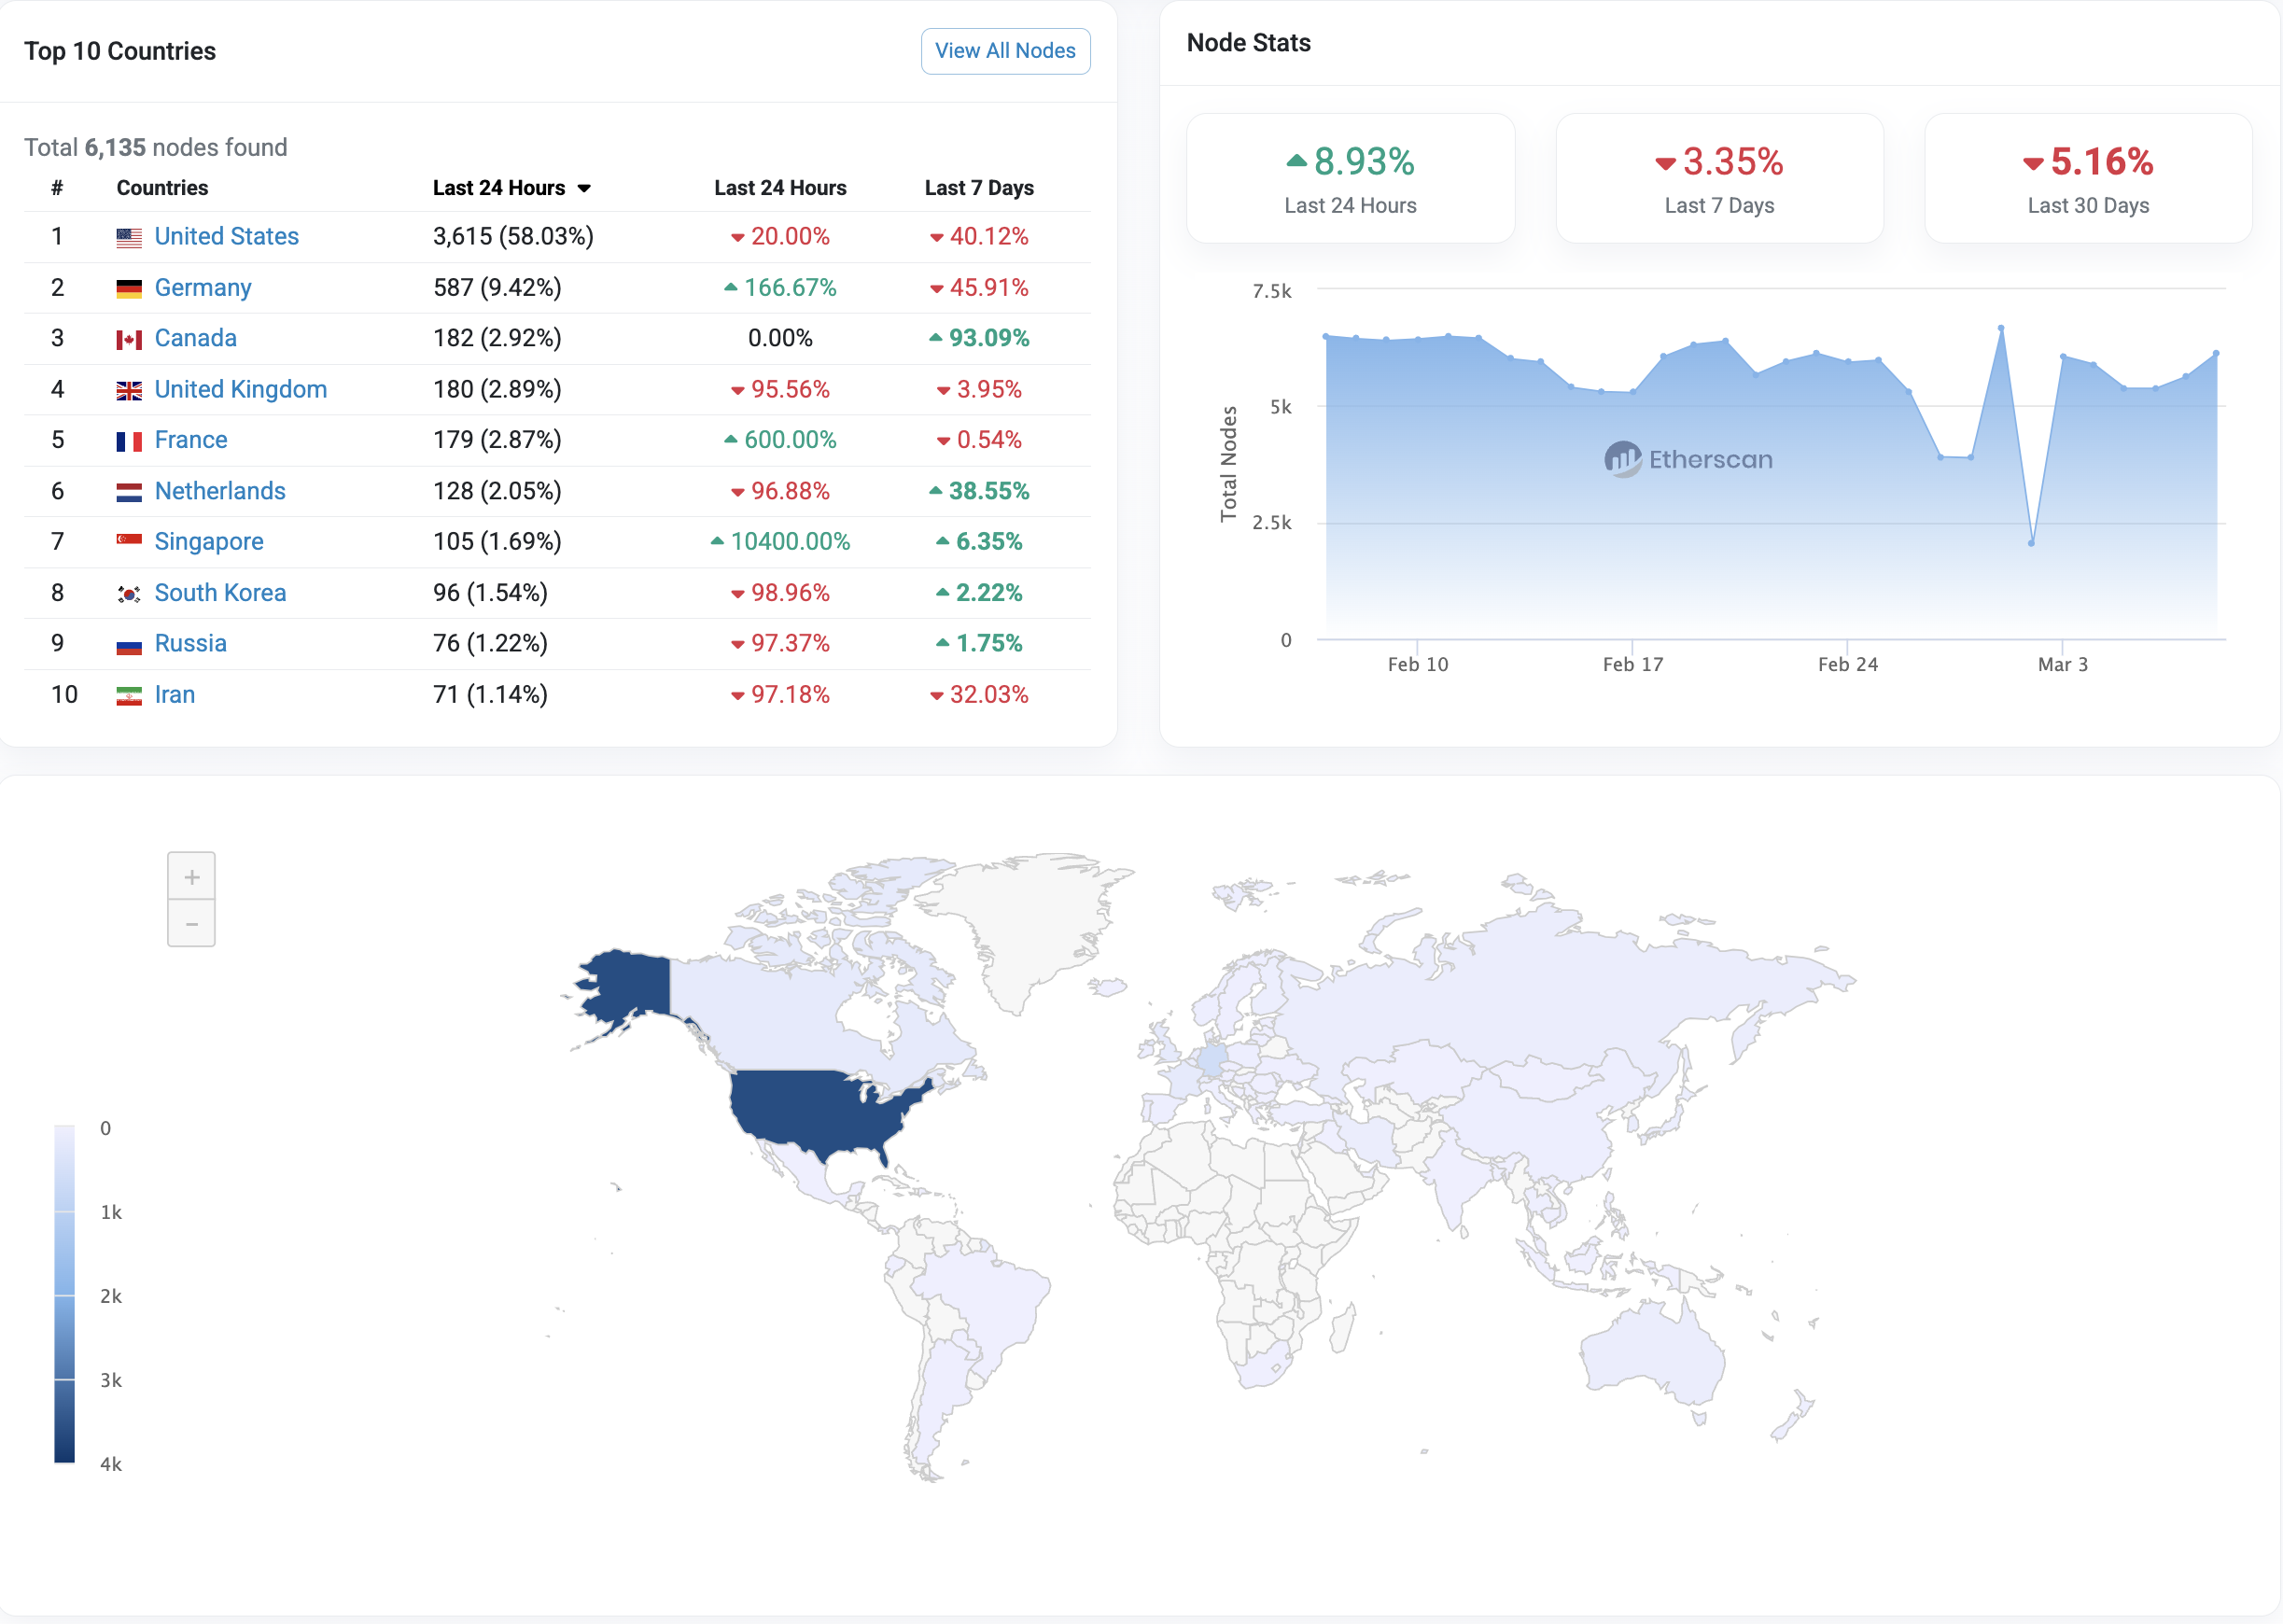 Top 10 Countries
View All Nodes
Total 6,135 nodes found
# Countries Last 24 Hours Last 24 Hours Last 7 Days
1 United States 3,615 (58.03%) 20.00% 40.12%
2 Germany 587 (9.42%) 166.67% 45.91%
3 Canada 182 (2.92%) 0.00% 93.09%
4 United Kingdom 180 (2.89%) 95.56% 3.95%
5 France 179 (2.87%) 600.00% 0.54%
6 Netherlands 128 (2.05%) 96.88% 38.55%
7 Singapore 105 (1.69%) 10400.00% 6.35%
8 South Korea 96 (1.54%) 98.96% 2.22%
9 Russia 76 (1.22%) 97.37% 1.75%
10 Iran 71 (1.14%) 97.18% 32.03%
Node Stats
8.93% 3.35% 5.16%
Last 24 Hours Last 7 Days Last 30 Days
7.5k
5k
2.5k
0
Total Nodes
Etherscan
Feb 10 Feb 17 Feb 24 Mar 3
+
−
0
1k
2k
3k
4k